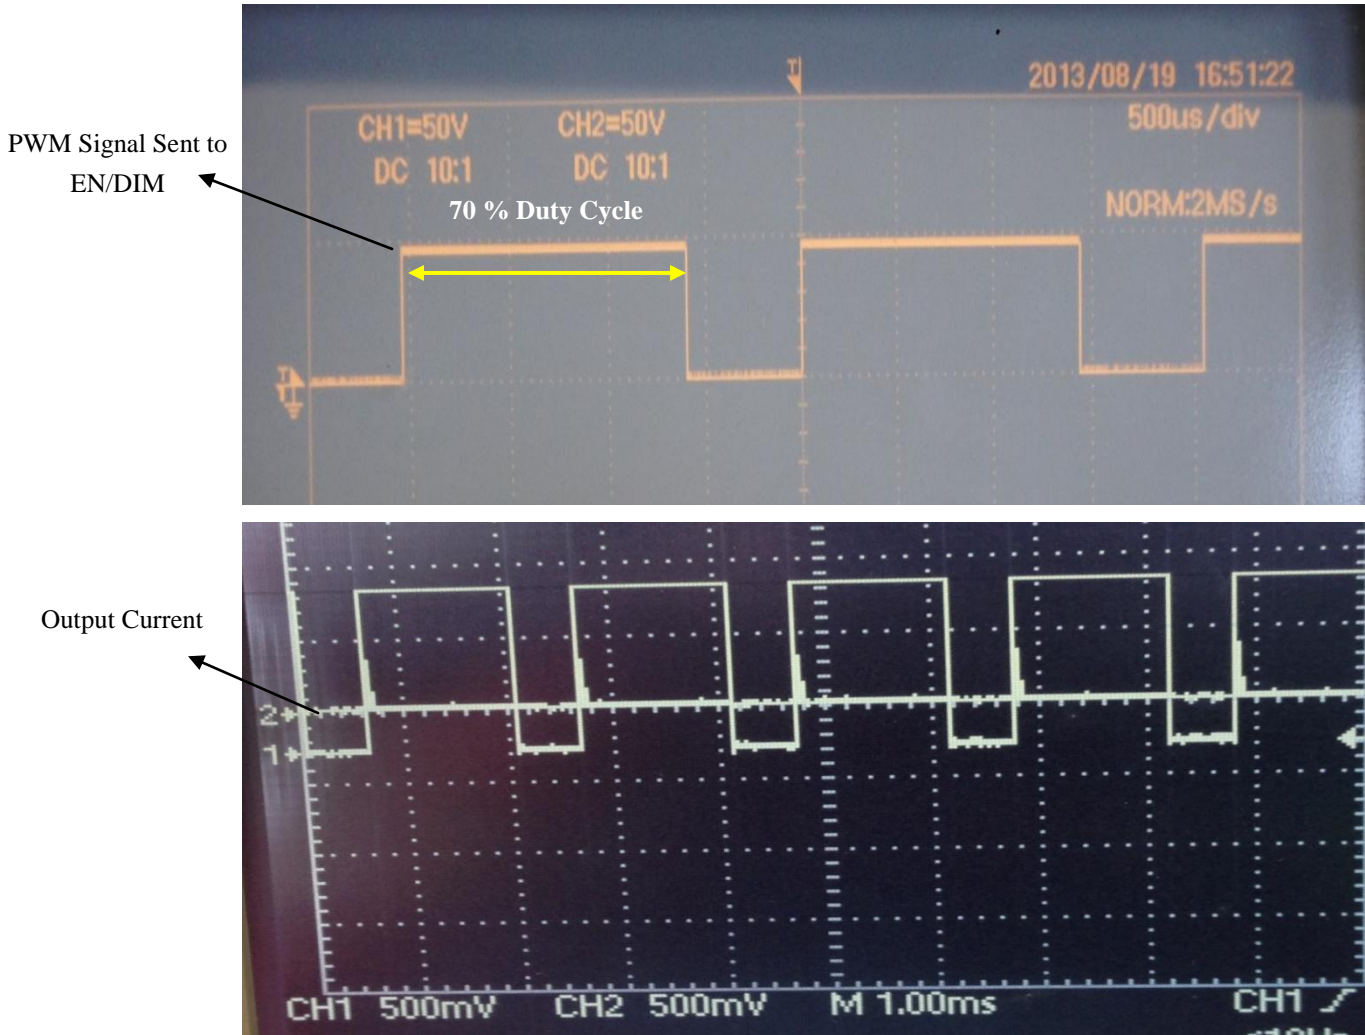 2013/08/19 16:51:22
CH1=50V CH2=50V 500us/div
DC 10:1 DC 10:1
NORM:2MS/s
PWM Signal Sent to
EN/DIM
70 % Duty Cycle
T
T
Output Current
2
1
CH1 500mV CH2 500mV M 1.00ms CH1